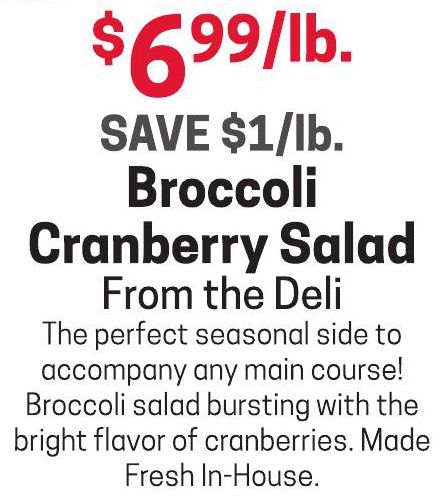 $6.99/lb.
SAVE $1/lb.
Broccoli
Cranberry Salad
From the Deli
The perfect seasonal side to
accompany any main course!
Broccoli salad bursting with the
bright flavor of cranberries. Made
Fresh In-House.